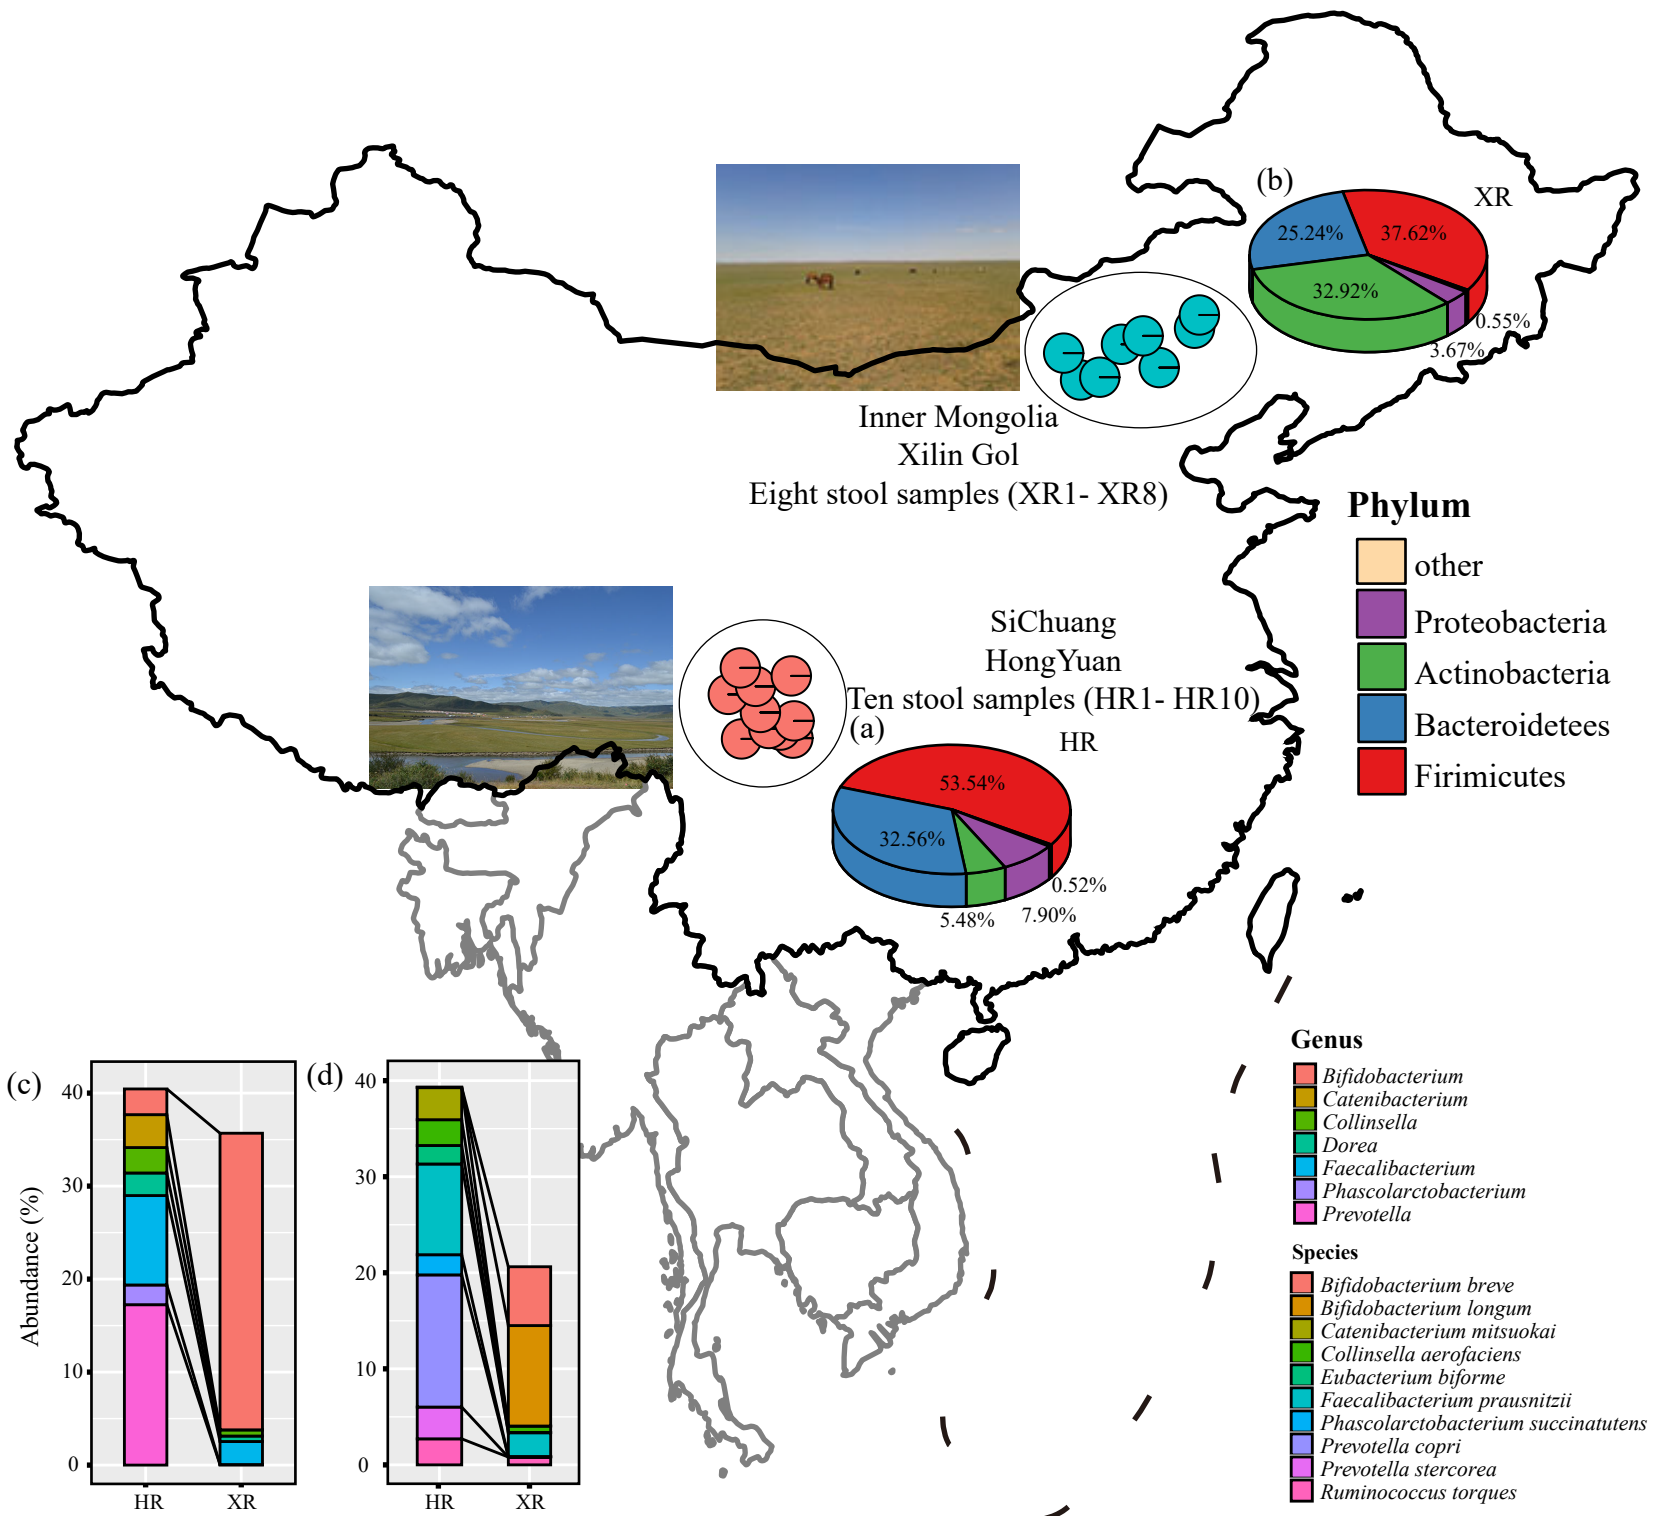 (b)
XR
25.24%
37.62%
32.92%
0.55%
3.67%
Inner Mongolia
Xilin Gol
Eight stool samples (XR1- XR8)
Phylum
other
Proteobacteria
Actinobacteria
Bacteroidetees
Firimicutes
SiChuang
HongYuan
Ten stool samples (HR1- HR10)
(a)
HR
53.54%
32.56%
0.52%
5.48%
7.90%
(c)
Abundance (%)
40
30
20
10
0
HR
XR
(d)
40
30
20
10
0
HR
XR
Genus
Bifidobacterium
Catenibacterium
Collinsella
Dorea
Faecalibacterium
Phascolarctobacterium
Prevotella
Species
Bifidobacterium breve
Bifidobacterium longum
Catenibacterium mitsuokai
Collinsella aerofaciens
Eubacterium biforme
Faecalibacterium prausnitzii
Phascolarctobacterium succinatutens
Prevotella copri
Prevotella stercorea
Ruminococcus torques